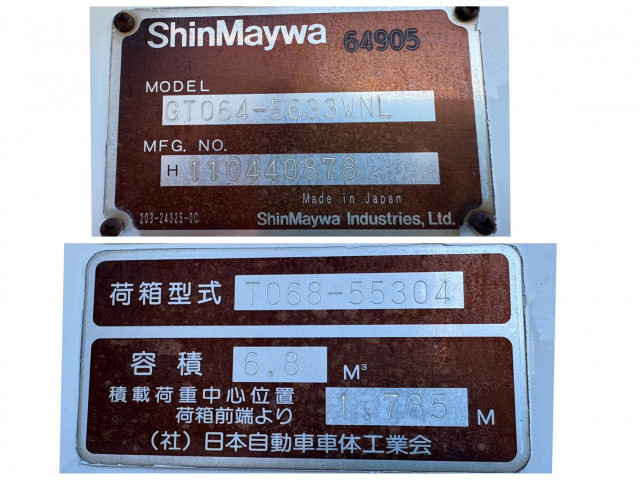 ShinMaywa 64905
MODEL
GT064-5633WNL
MFG. NO.
H 110440878
Made in Japan
203-24325-0C ShinMaywa Industries, Ltd.
荷箱型式 T068-55304
容積 6.8 M³
積載荷重中心位置
荷箱前端より 1.785 M
(社)日本自動車車体工業会